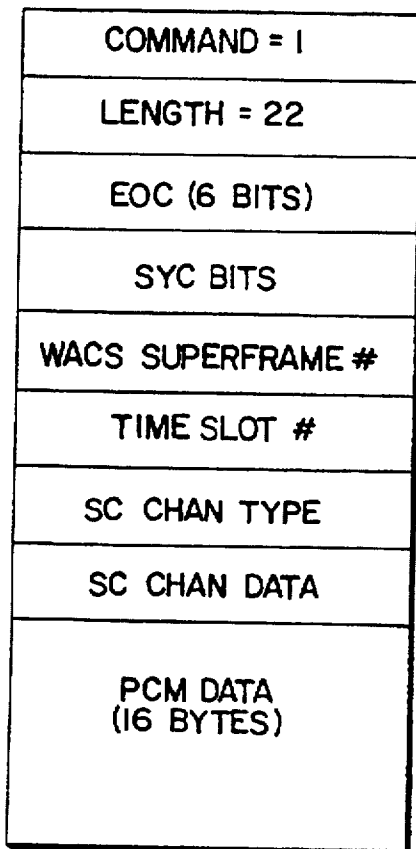 COMMAND = 1
LENGTH = 22
EOC (6 BITS)
SYC BITS
WACS SUPERFRAME #
TIME SLOT #
SC CHAN TYPE
SC CHAN DATA
PCM DATA
(16 BYTES)